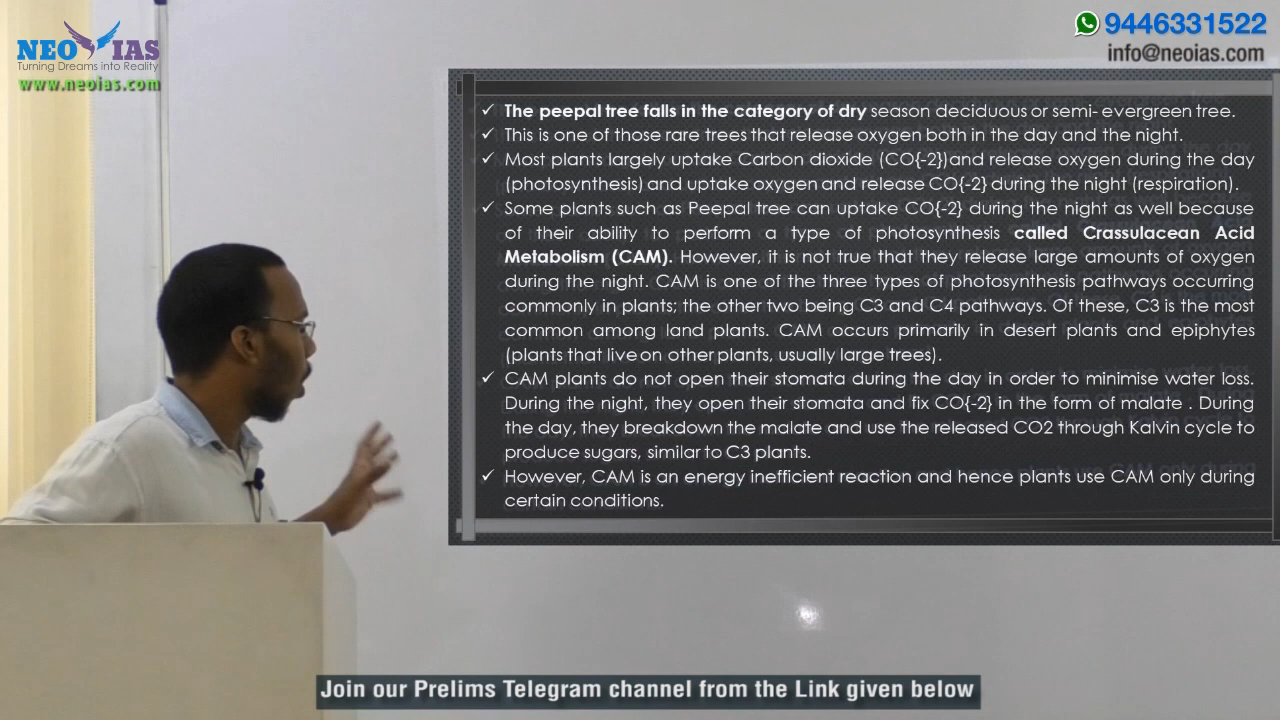 NEO IAS
Turning Dreams into Reality
www.neoias.com
9446331522
info@neoias.com
✓ The peepal tree falls in the category of dry season deciduous or semi- evergreen tree.
✓ This is one of those rare trees that release oxygen both in the day and the night.
✓ Most plants largely uptake Carbon dioxide (CO{-2})and release oxygen during the day
(photosynthesis) and uptake oxygen and release CO{-2} during the night (respiration).
✓ Some plants such as Peepal tree can uptake CO{-2} during the night as well because
of their ability to perform a type of photosynthesis called Crassulacean Acid
Metabolism (CAM). However, it is not true that they release large amounts of oxygen
during the night. CAM is one of the three types of photosynthesis pathways occurring
commonly in plants; the other two being C3 and C4 pathways. Of these, C3 is the most
common among land plants. CAM occurs primarily in desert plants and epiphytes
(plants that live on other plants, usually large trees).
✓ CAM plants do not open their stomata during the day in order to minimise water loss.
During the night, they open their stomata and fix CO{-2} in the form of malate . During
the day, they breakdown the malate and use the released CO2 through Kalvin cycle to
produce sugars, similar to C3 plants.
✓ However, CAM is an energy inefficient reaction and hence plants use CAM only during
certain conditions.
Join our Prelims Telegram channel from the Link given below